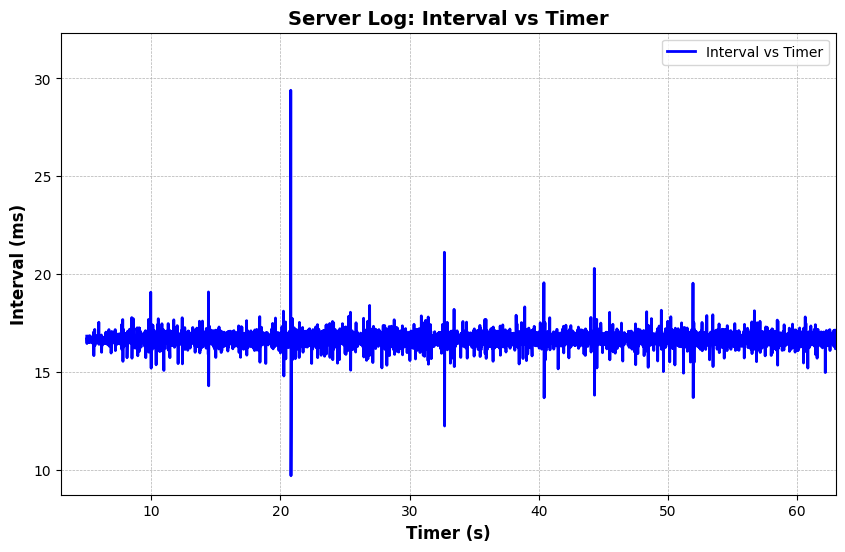 Server Log: Interval vs Timer
Interval vs Timer
30
25
20
15
10
Interval (ms)
10 20 30 40 50 60
Timer (s)